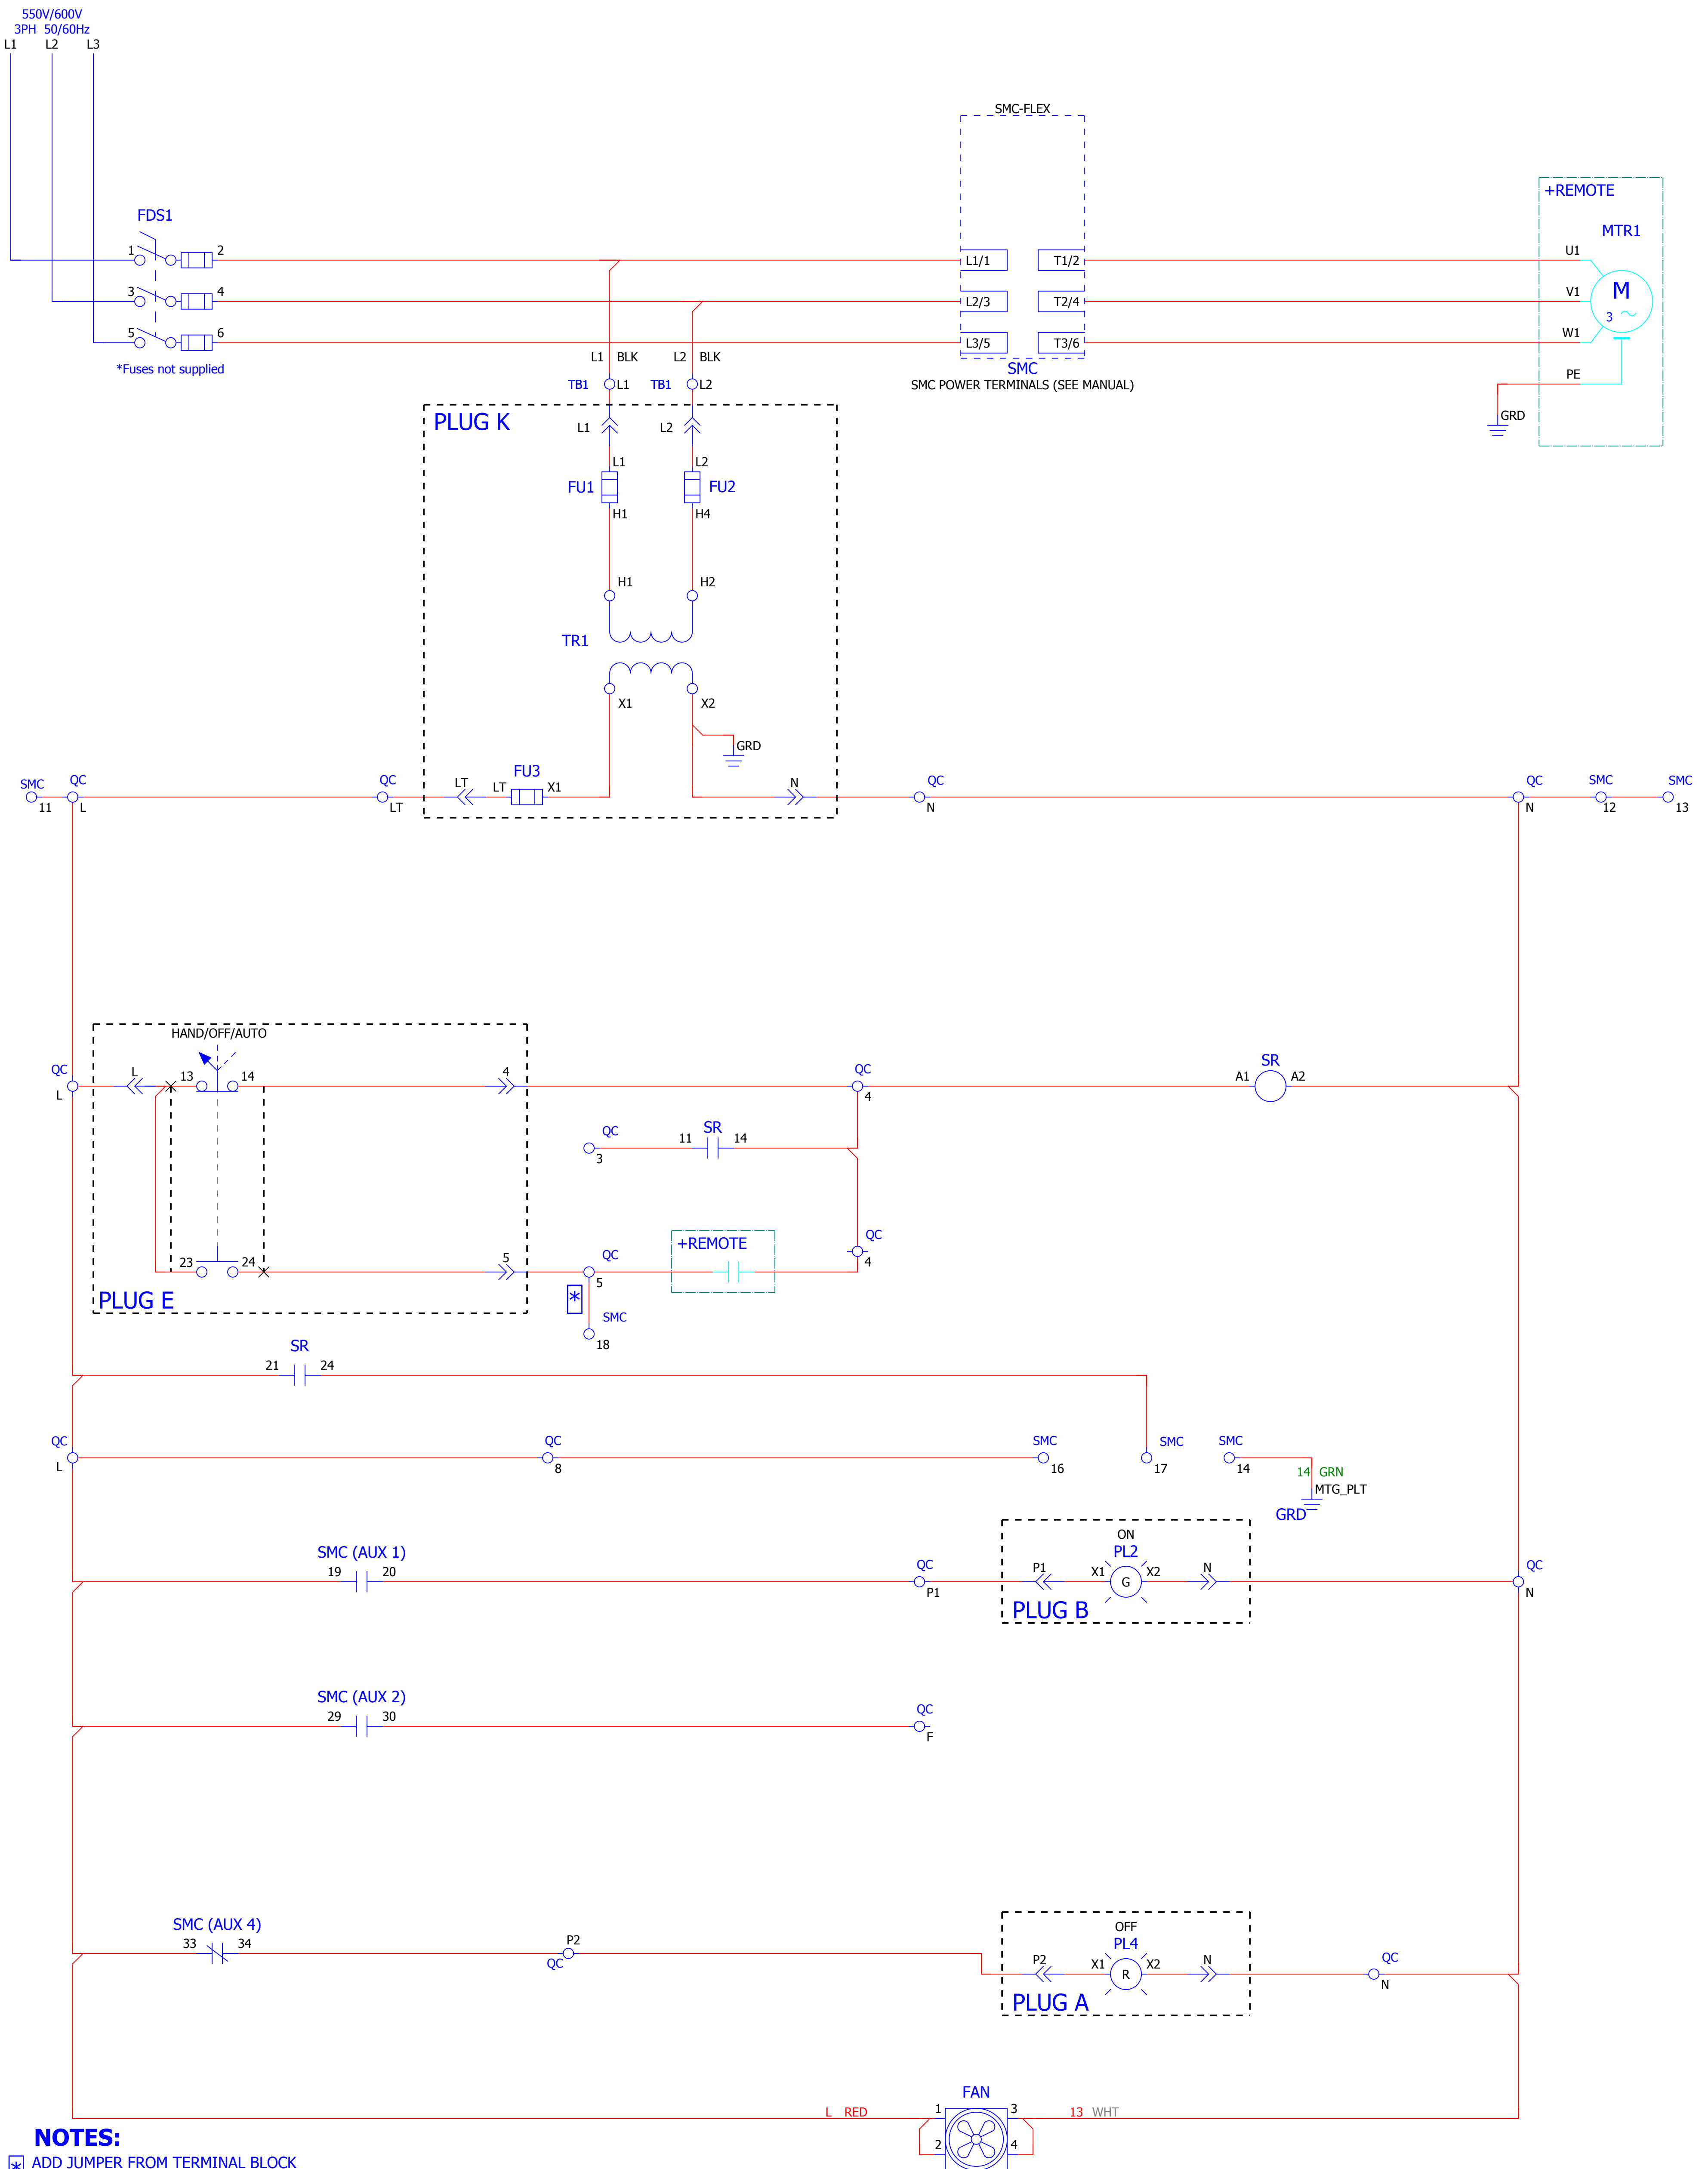 550V/600V
3PH 50/60Hz
L1 L2 L3
SMC-FLEX
+REMOTE
FDS1
MTR1
1 2 L1/1 T1/2 U1
3 4 L2/3 T2/4 V1 M
3
5 6 L3/5 T3/6 W1
*Fuses not supplied
L1 BLK L2 BLK
SMC
SMC POWER TERMINALS (SEE MANUAL)
PE
TB1 L1 TB1 L2
GRD
PLUG K
L1 L2
L1 L2
FU1 FU2
H1 H4
H1 H2
TR1
X1 X2
GRD
SMC QC QC LT LT FU3 X1 N QC QC SMC SMC
11 L LT N N 12 13
HAND/OFF/AUTO
QC L 13 14 4 QC A1 SR A2
L 4
QC 11 SR 14
3
+REMOTE QC
23 24 5 QC 4
5
PLUG E * SMC
18
SR
21 24
QC QC SMC SMC SMC
L 8 16 17 14
14 GRN
MTG_PLT
GRD
ON
SMC (AUX 1) PL2
19 20 QC P1 X1 G X2 N QC
P1 N
PLUG B
SMC (AUX 2)
29 30 QC
F
SMC (AUX 4) OFF
33 34 P2 PL4
QC P2 X1 R X2 N QC
N
PLUG A
FAN
L RED 1 3 13 WHT
2 4
NOTES:
* ADD JUMPER FROM TERMINAL BLOCK